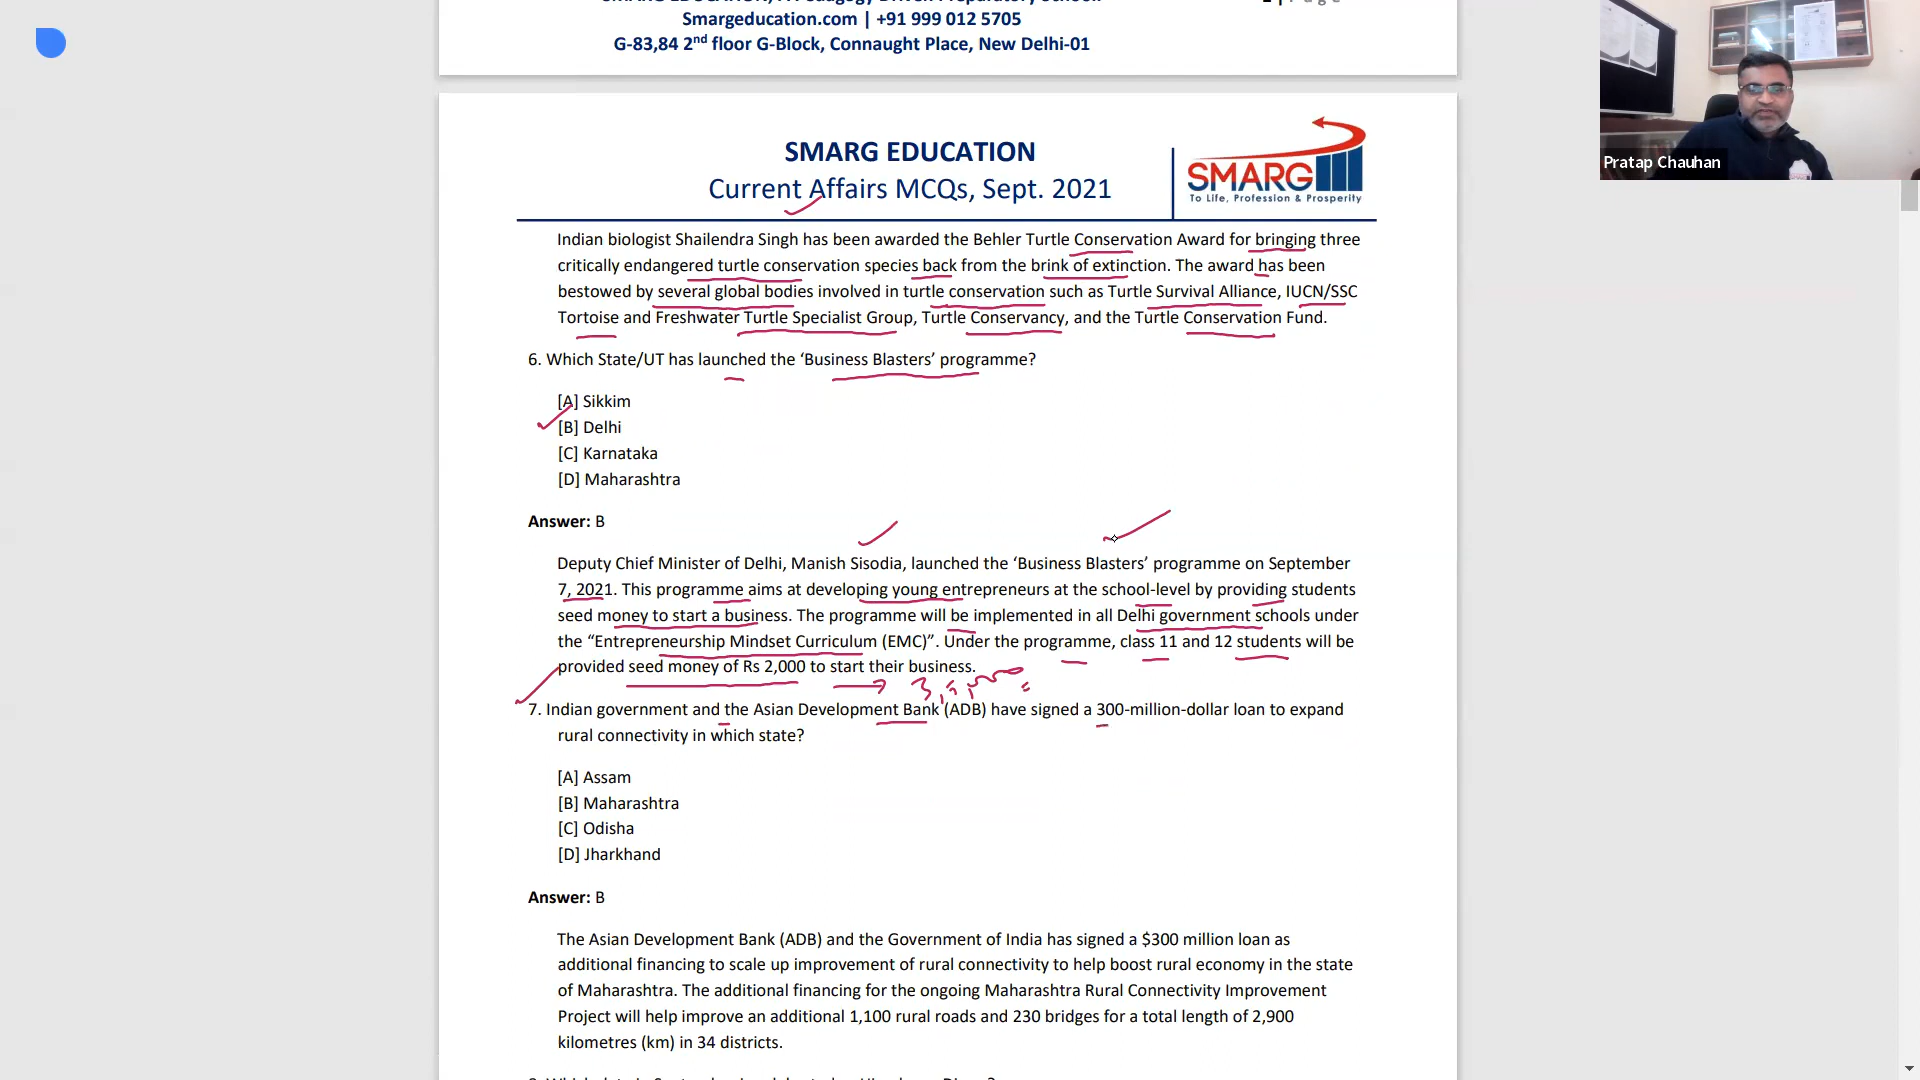 Smargeducation.com | +91 999 012 5705
G-83,84 2nd floor G-Block, Connaught Place, New Delhi-01
Pratap Chauhan
SMARG EDUCATION
Current Affairs MCQs, Sept. 2021
SMARG
To Life, Profession & Prosperity
Indian biologist Shailendra Singh has been awarded the Behler Turtle Conservation Award for bringing three
critically endangered turtle conservation species back from the brink of extinction. The award has been
bestowed by several global bodies involved in turtle conservation such as Turtle Survival Alliance, IUCN/SSC
Tortoise and Freshwater Turtle Specialist Group, Turtle Conservancy, and the Turtle Conservation Fund.
6. Which State/UT has launched the ‘Business Blasters’ programme?
[A] Sikkim
[B] Delhi
[C] Karnataka
[D] Maharashtra
Answer: B
Deputy Chief Minister of Delhi, Manish Sisodia, launched the ‘Business Blasters’ programme on September
7, 2021. This programme aims at developing young entrepreneurs at the school-level by providing students
seed money to start a business. The programme will be implemented in all Delhi government schools under
the “Entrepreneurship Mindset Curriculum (EMC)”. Under the programme, class 11 and 12 students will be
provided seed money of Rs 2,000 to start their business.
7. Indian government and the Asian Development Bank (ADB) have signed a 300-million-dollar loan to expand
rural connectivity in which state?
[A] Assam
[B] Maharashtra
[C] Odisha
[D] Jharkhand
Answer: B
The Asian Development Bank (ADB) and the Government of India has signed a $300 million loan as
additional financing to scale up improvement of rural connectivity to help boost rural economy in the state
of Maharashtra. The additional financing for the ongoing Maharashtra Rural Connectivity Improvement
Project will help improve an additional 1,100 rural roads and 230 bridges for a total length of 2,900
kilometres (km) in 34 districts.